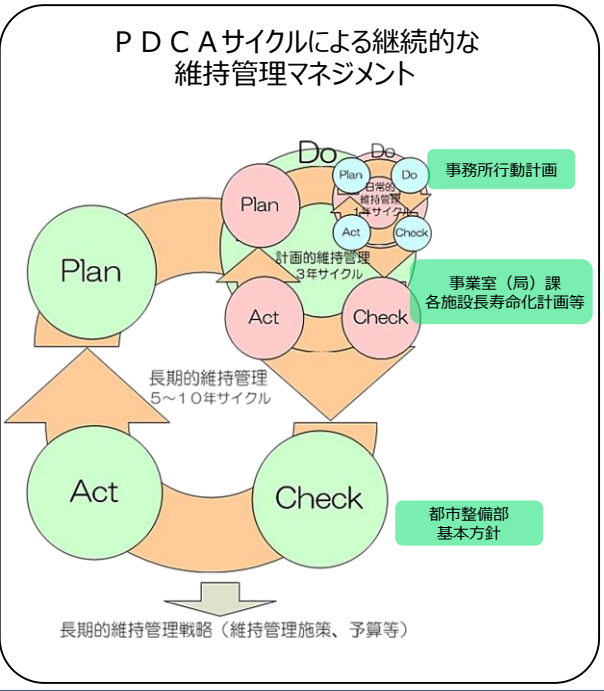 ＰＤＣＡサイクルによる継続的な
維持管理マネジメント
Do
Do
Plan
Do
事務所行動計画
日常的
維持管理
1年サイクル
Plan
Act
Check
Plan
計画的維持管理
3年サイクル
事業室（局）課
各施設長寿命化計画等
Act
Check
長期的維持管理
5～10年サイクル
Act
Check
都市整備部
基本方針
長期的維持管理戦略（維持管理施策、予算等）